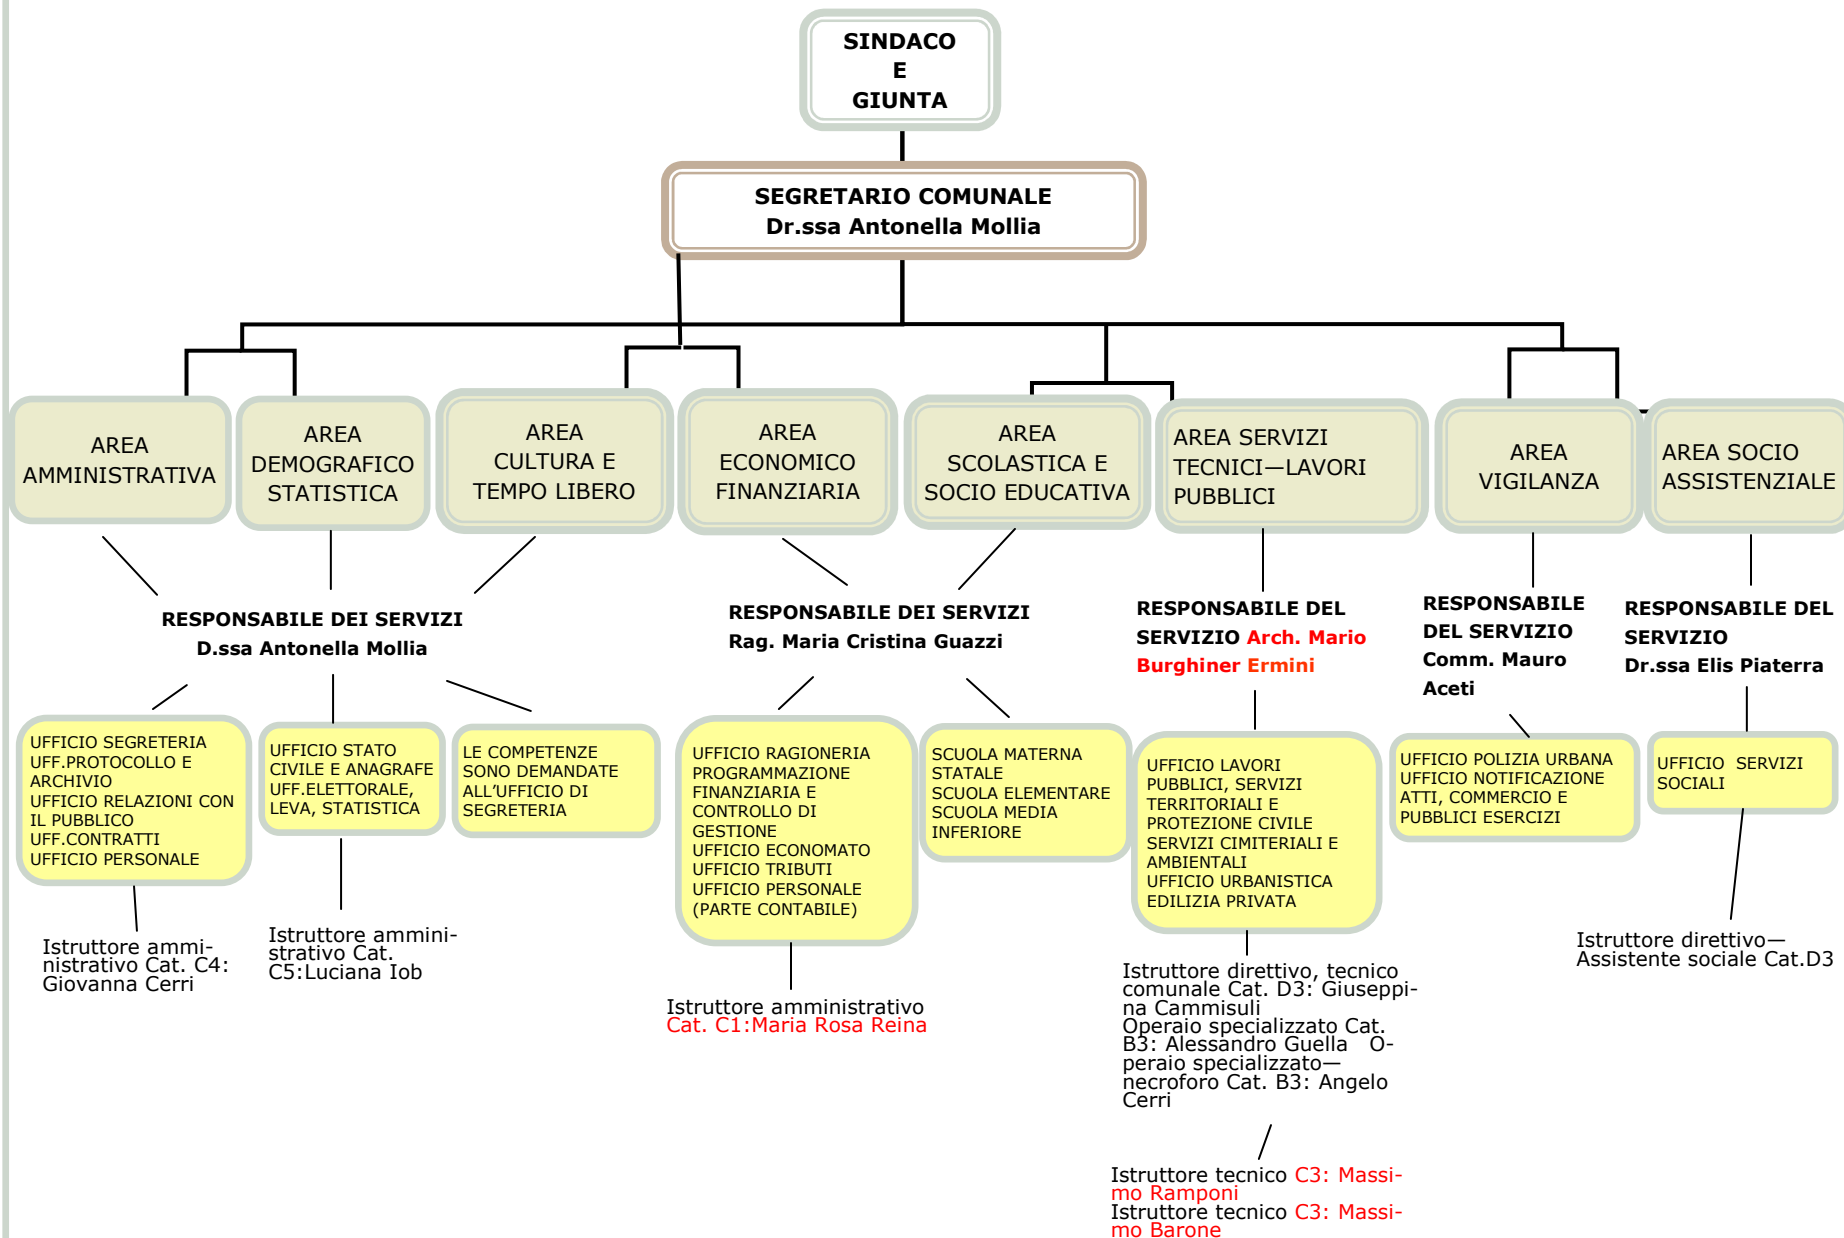 SINDACO
E
GIUNTA
SEGRETARIO COMUNALE
Dr.ssa Antonella Mollia
AREA
AMMINISTRATIVA
AREA
DEMOGRAFICO
STATISTICA
AREA
CULTURA E
TEMPO LIBERO
AREA
ECONOMICO
FINANZIARIA
AREA
SCOLASTICA E
SOCIO EDUCATIVA
AREA SERVIZI
TECNICI—LAVORI
PUBBLICI
AREA
VIGILANZA
AREA SOCIO
ASSISTENZIALE
RESPONSABILE DEI SERVIZI
D.ssa Antonella Mollia
RESPONSABILE DEI SERVIZI
Rag. Maria Cristina Guazzi
RESPONSABILE DEL
SERVIZIO Arch. Mario
Burghiner Ermini
RESPONSABILE
DEL SERVIZIO
Comm. Mauro
Aceti
RESPONSABILE DEL
SERVIZIO
Dr.ssa Elis Piaterra
UFFICIO SEGRETERIA
UFF.PROTOCOLLO E
ARCHIVIO
UFFICIO RELAZIONI CON
IL PUBBLICO
UFF.CONTRATTI
UFFICIO PERSONALE
UFFICIO STATO
CIVILE E ANAGRAFE
UFF.ELETTORALE,
LEVA, STATISTICA
LE COMPETENZE
SONO DEMANDATE
ALL'UFFICIO DI
SEGRETERIA
UFFICIO RAGIONERIA
PROGRAMMAZIONE
FINANZIARIA E
CONTROLLO DI
GESTIONE
UFFICIO ECONOMATO
UFFICIO TRIBUTI
UFFICIO PERSONALE
(PARTE CONTABILE)
SCUOLA MATERNA
STATALE
SCUOLA ELEMENTARE
SCUOLA MEDIA
INFERIORE
UFFICIO LAVORI
PUBBLICI, SERVIZI
TERRITORIALI E
PROTEZIONE CIVILE
SERVIZI CIMITERIALI E
AMBIENTALI
UFFICIO URBANISTICA
EDILIZIA PRIVATA
UFFICIO POLIZIA URBANA
UFFICIO NOTIFICAZIONE
ATTI, COMMERCIO E
PUBBLICI ESERCIZI
UFFICIO  SERVIZI
SOCIALI
Istruttore ammi-
nistrativo Cat. C4:
Giovanna Cerri
Istruttore ammini-
strativo Cat.
C5:Luciana Iob
Istruttore amministrativo
Cat. C1:Maria Rosa Reina
Istruttore direttivo, tecnico
comunale Cat. D3: Giuseppi-
na Cammisuli
Operaio specializzato Cat.
B3: Alessandro Guella   O-
peraio specializzato—
necroforo Cat. B3: Angelo
Cerri
Istruttore tecnico C3: Massi-
mo Ramponi
Istruttore tecnico C3: Massi-
mo Barone
Istruttore direttivo—
Assistente sociale Cat.D3